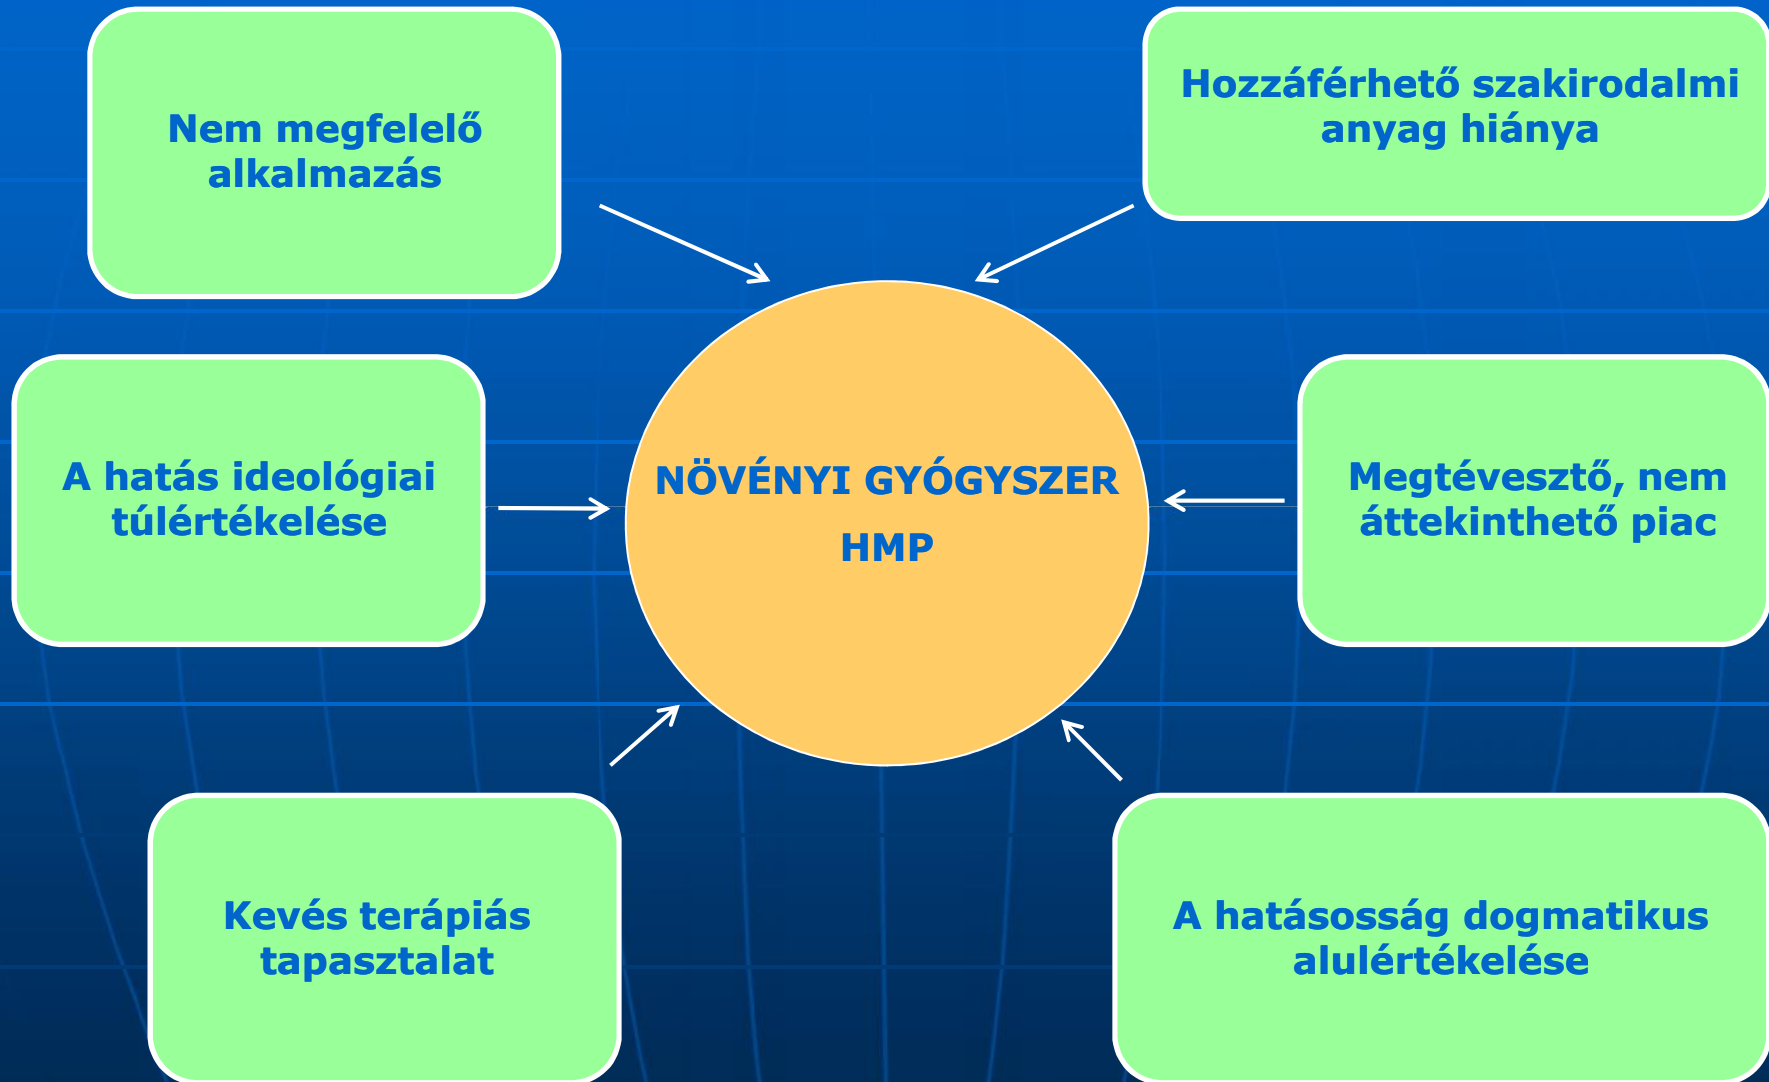 Nem megfelelő
alkalmazás
Hozzáférhető szakirodalmi
anyag hiánya
A hatás ideológiai
túlértékelése
NÖVÉNYI GYÓGYSZER
HMP
Megtévesztő, nem
áttekinthető piac
Kevés terápiás
tapasztalat
A hatásosság dogmatikus
alulértékelése